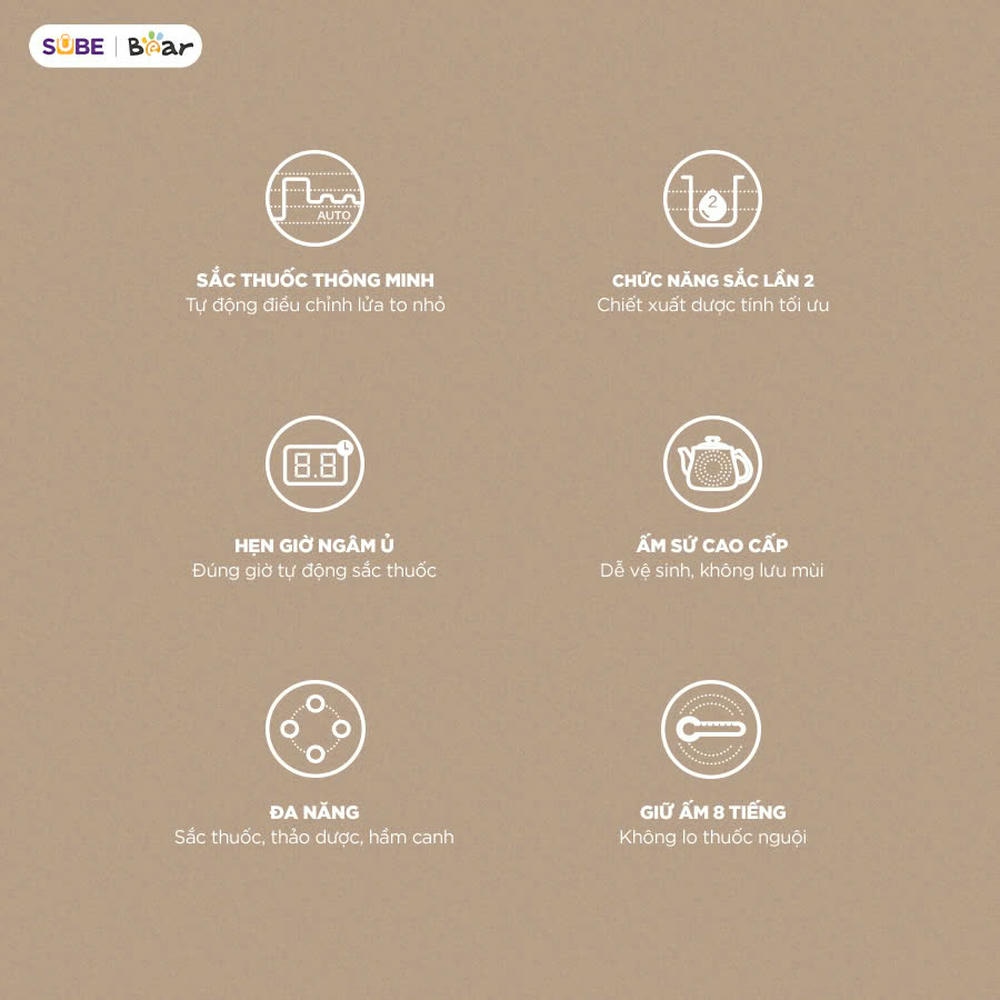 SUBE | Bear
AUTO
2
SẮC THUỐC THÔNG MINH
Tự động điều chỉnh lửa to nhỏ
CHỨC NĂNG SẮC LẦN 2
Chiết xuất dược tính tối ưu
8.8
HẸN GIỜ NGÂM Ủ
Đúng giờ tự động sắc thuốc
ẤM SỨ CAO CẤP
Dễ vệ sinh, không lưu mùi
ĐA NĂNG
Sắc thuốc, thảo dược, hầm canh
GIỮ ẤM 8 TIẾNG
Không lo thuốc nguội